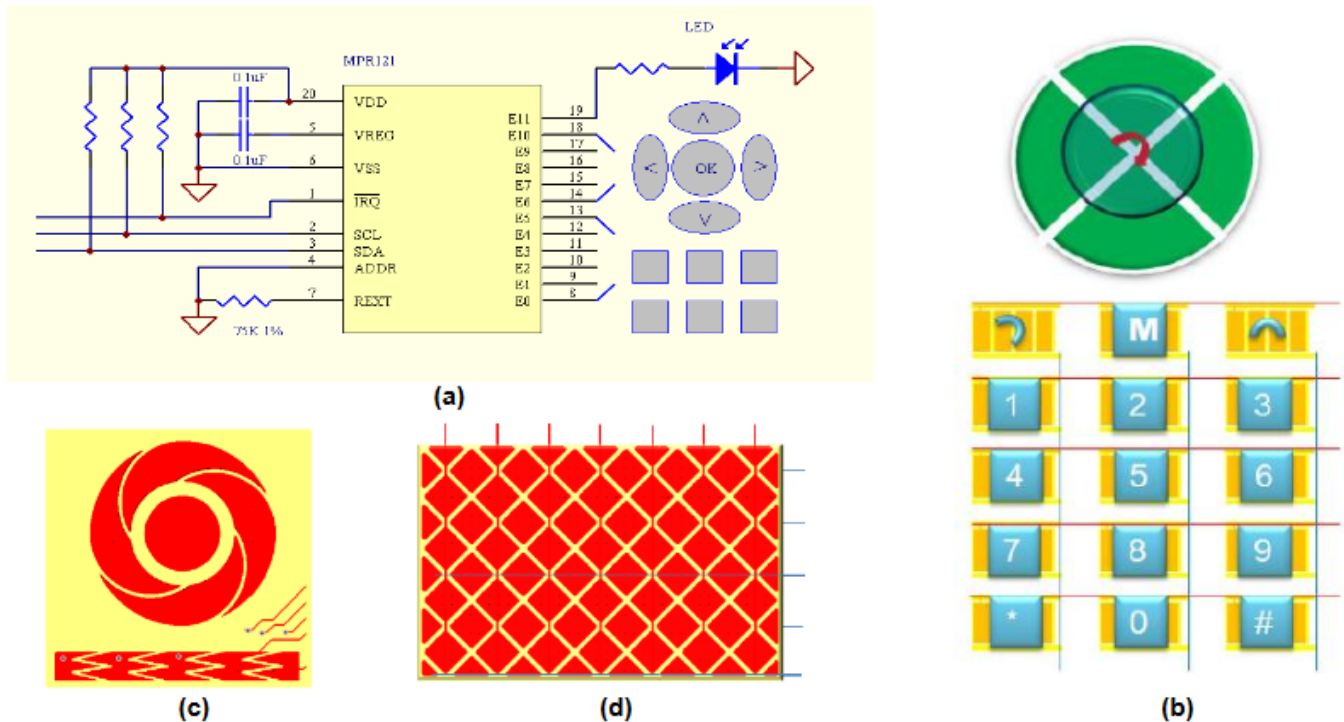 LED
MPR121
0.1uF
20
VDD
5
VREG
0.1uF
6
VSS
1
IRQ
2
SCL
3
SDA
4
ADDR
7
REXT
75K 1%
E11
19
E10
18
E9
17
E8
16
E7
15
E6
14
E5
13
E4
12
E3
11
E2
10
E1
9
E0
8
^
<
OK
>
v
(a)
M
1
2
3
4
5
6
7
8
9
*
0
#
(c)
(d)
(b)